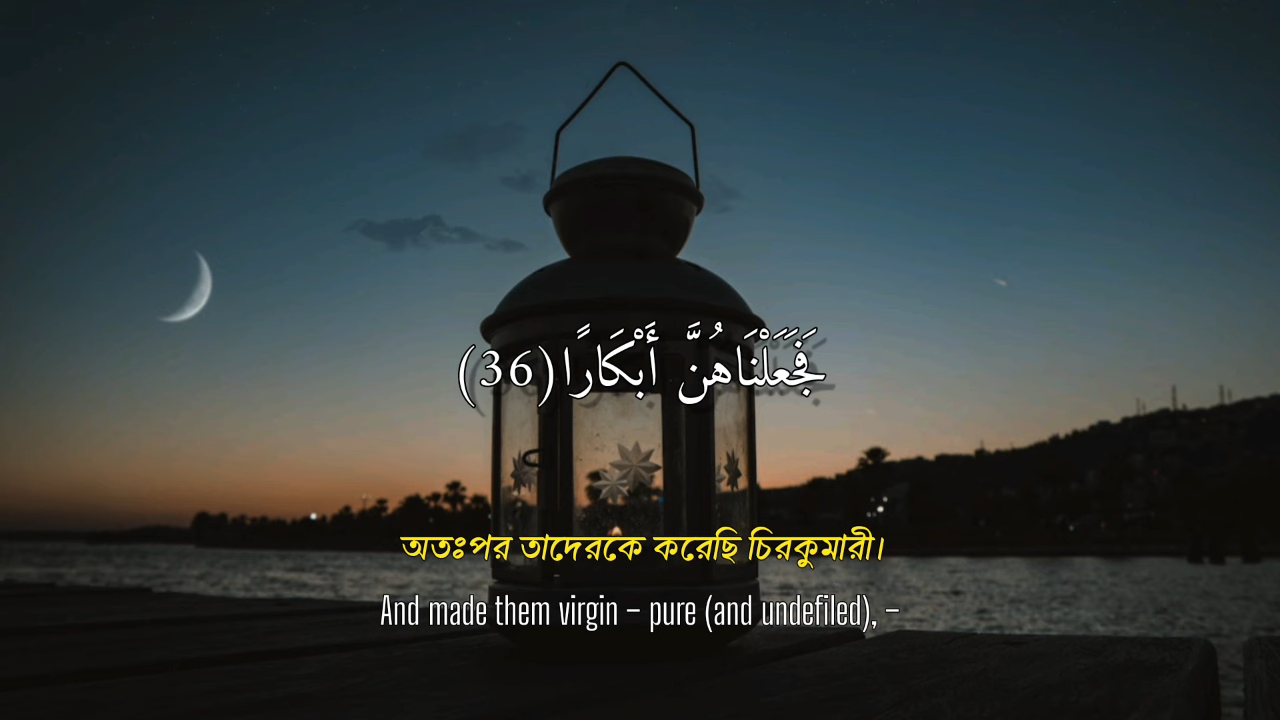 فَجَعَلْنَاهُنَّ أَبْكَارًا (36)
অতঃপর তাদেরকে করেছি চিরকুমারী।
And made them virgin – pure (and undefiled), –